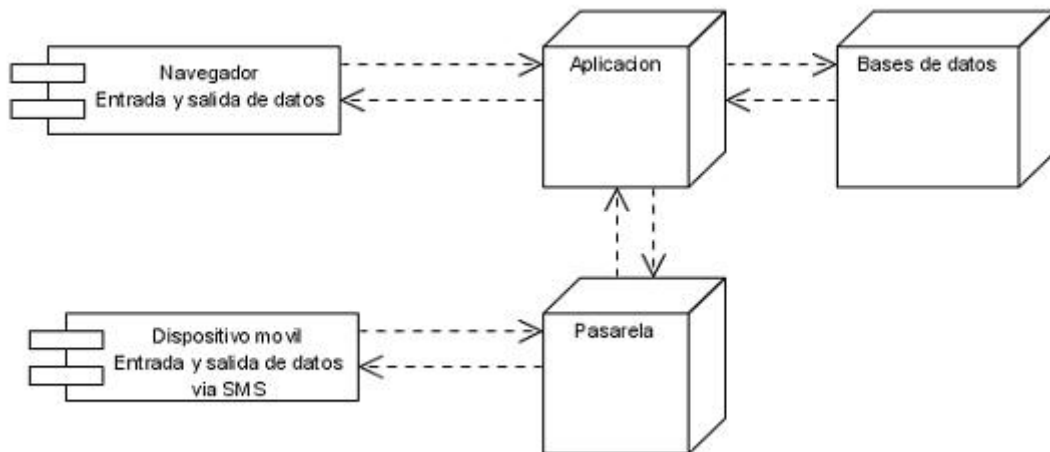 Navegador
Entrada y salida de datos
Aplicacion
Bases de datos
Dispositivo movil
Entrada y salida de datos
via SMS
Pasarela